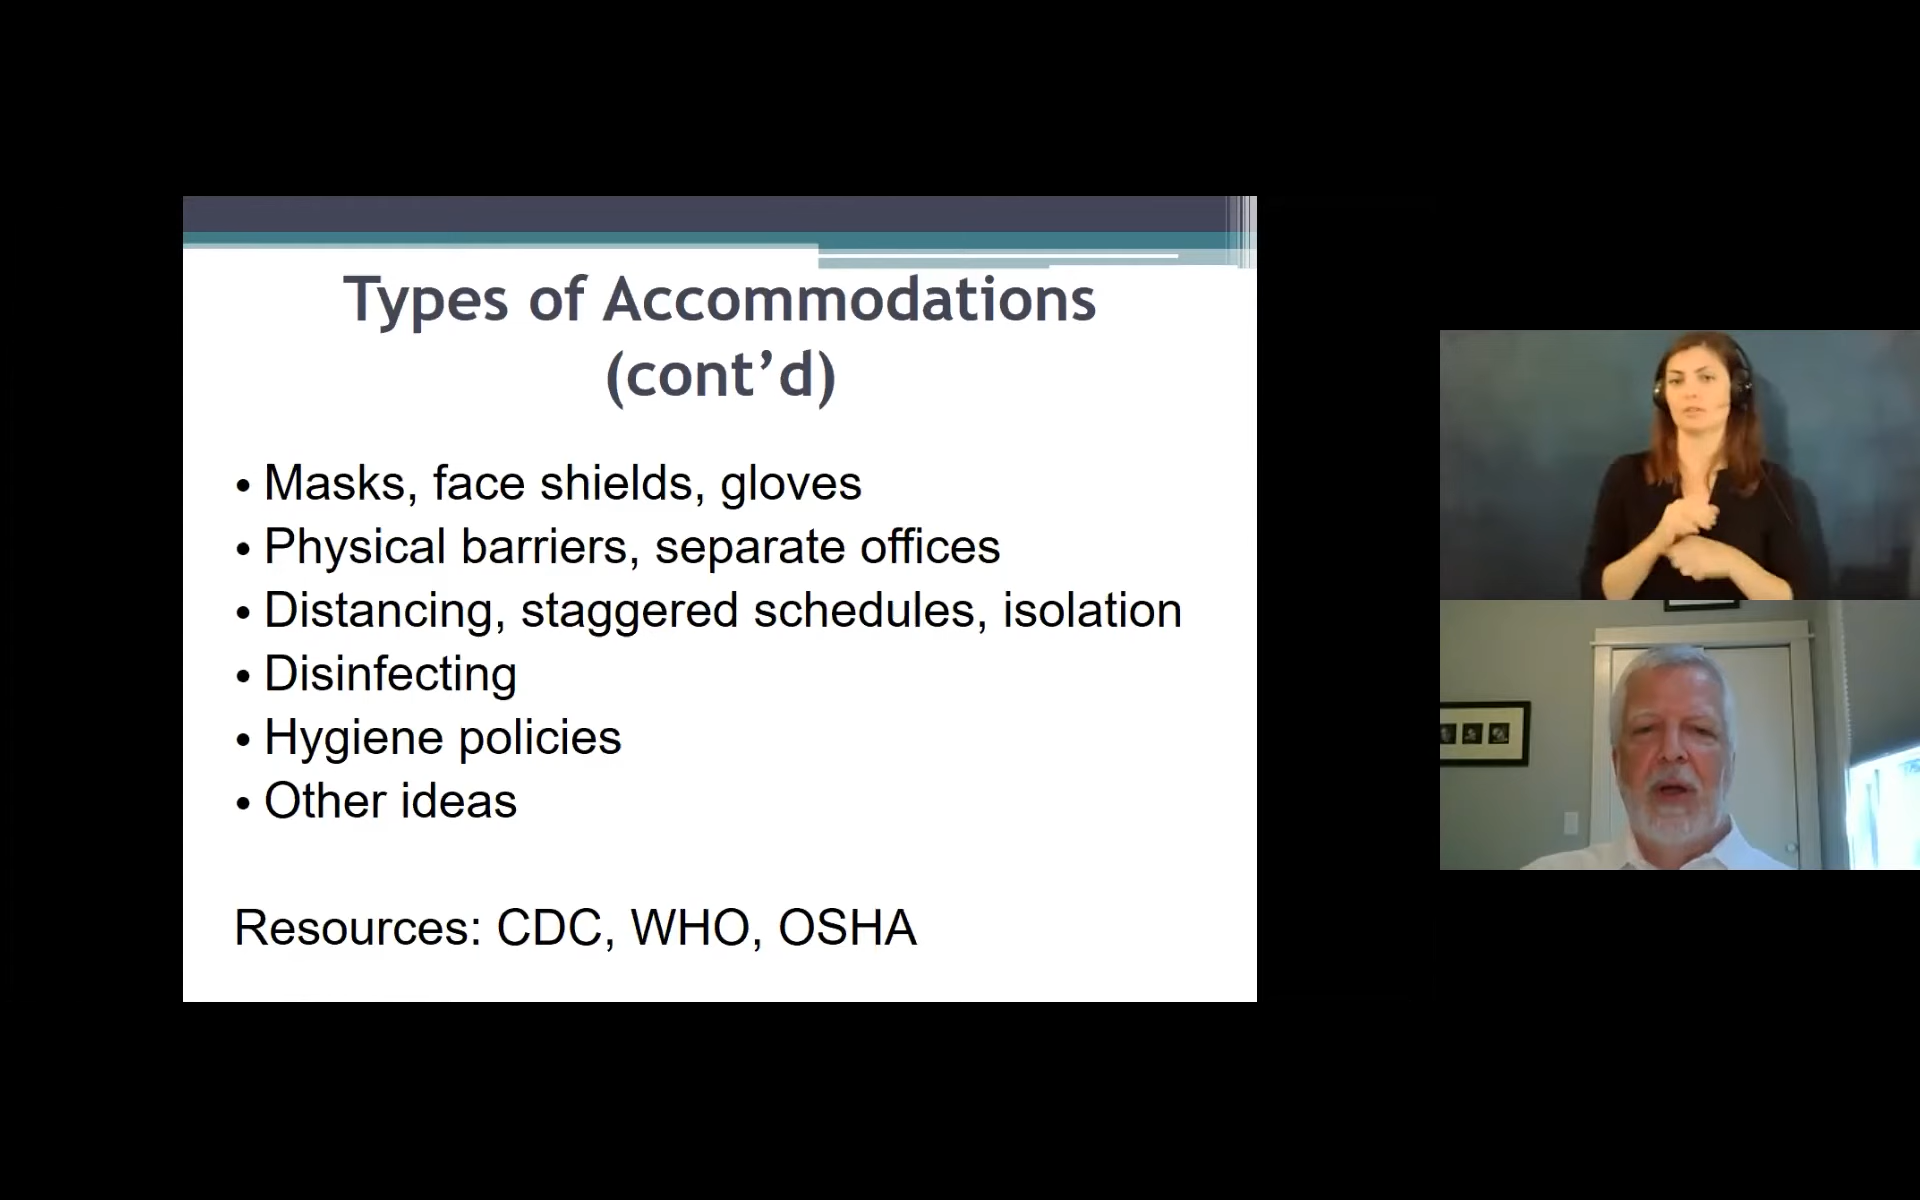 Types of Accommodations
(cont’d)
• Masks, face shields, gloves
• Physical barriers, separate offices
• Distancing, staggered schedules, isolation
• Disinfecting
• Hygiene policies
• Other ideas
Resources: CDC, WHO, OSHA